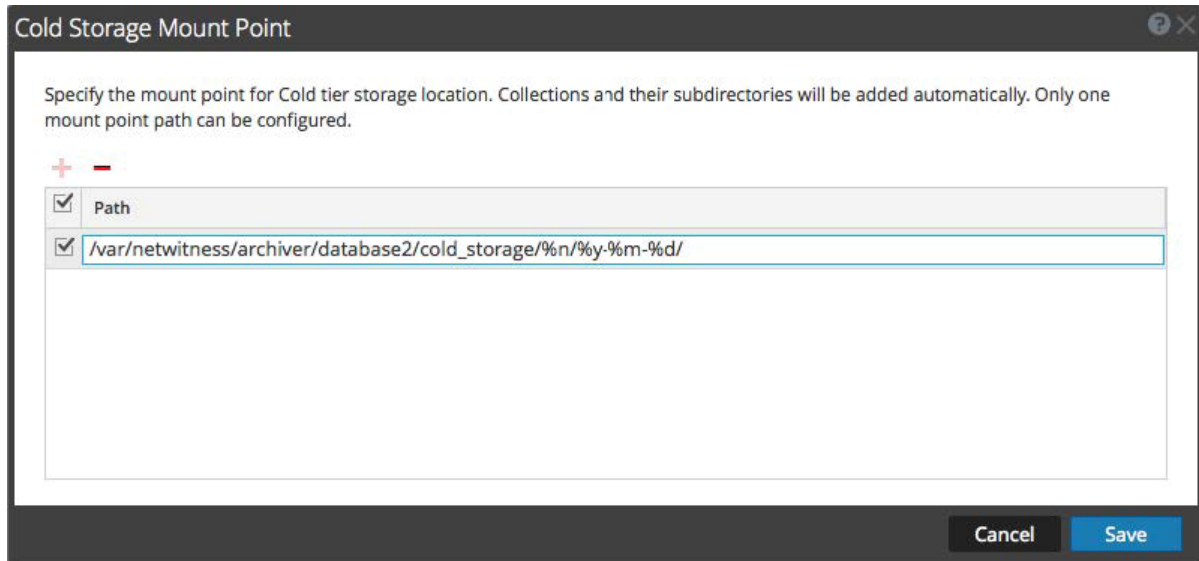 Cold Storage Mount Point
Specify the mount point for Cold tier storage location. Collections and their subdirectories will be added automatically. Only one
mount point path can be configured.
Path
/var/netwitness/archiver/database2/cold_storage/%n/%y-%m-%d/
Cancel Save